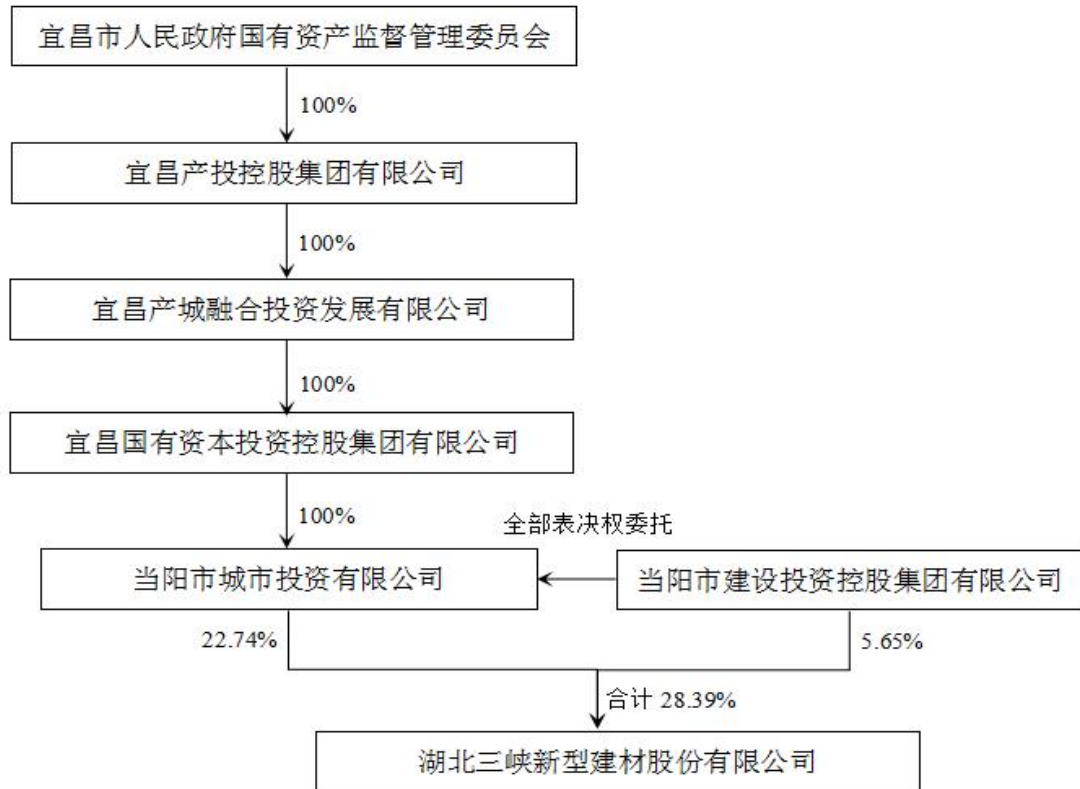 宜昌市人民政府国有资产监督管理委员会
100%
宜昌产投控股集团有限公司
100%
宜昌产城融合投资发展有限公司
100%
宜昌国有资本投资控股集团有限公司
100%
全部表决权委托
当阳市城市投资有限公司
当阳市建设投资控股集团有限公司
22.74%
5.65%
合计 28.39%
湖北三峡新型建材股份有限公司